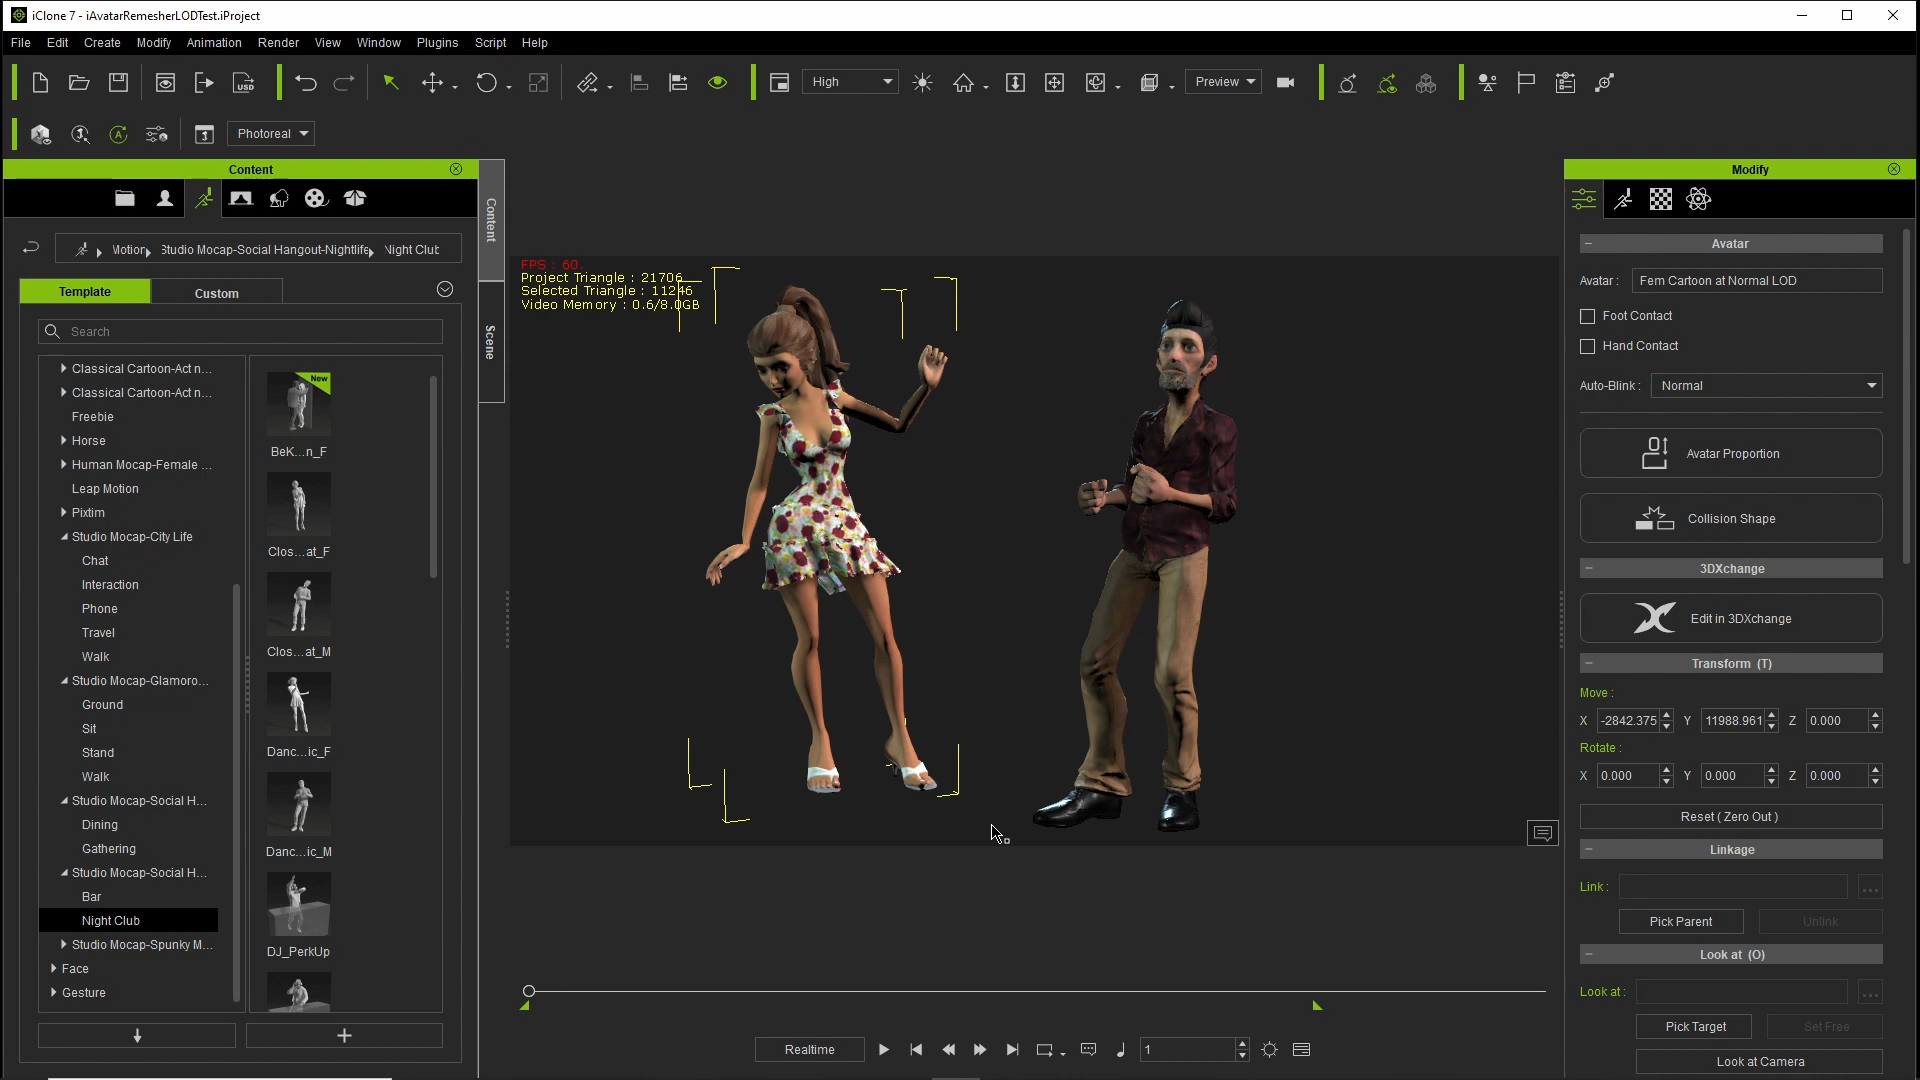 iClone 7 - iAvatarRemesherLODTest.iProject
File Edit Create Modify Animation Render View Window Plugins Script Help
USD High Preview
A Photoreal
Content
Motion Studio Mocap-Social Hangout-Nightlife Night Club
Template Custom
Search
Classical Cartoon-Act n...
Classical Cartoon-Act n...
Freebie
Horse
Human Mocap-Female ...
Leap Motion
Pixtim
Studio Mocap-City Life
Chat
Interaction
Phone
Travel
Walk
Studio Mocap-Glamoro...
Ground
Sit
Stand
Walk
Studio Mocap-Social H...
Dining
Gathering
Studio Mocap-Social H...
Bar
Night Club
Studio Mocap-Spunky M...
Face
Gesture
New
BeK...n_F
Clos...at_F
Clos...at_M
Danc...ic_F
Danc...ic_M
DJ_PerkUp
Content
Scene
FPS : 60
Project Triangle : 21706
Selected Triangle : 11246
Video Memory : 0.6/8.0GB
Realtime 1
Modify
Avatar
Avatar : Fem Cartoon at Normal LOD
Foot Contact
Hand Contact
Auto-Blink : Normal
Avatar Proportion
Collision Shape
3DXchange
Edit in 3DXchange
Transform (T)
Move :
X -2842.375 Y 11988.961 Z 0.000
Rotate :
X 0.000 Y 0.000 Z 0.000
Reset ( Zero Out )
Linkage
Link : ...
Pick Parent Unlink
Look at (O)
Look at : ...
Pick Target Set Free
Look at Camera